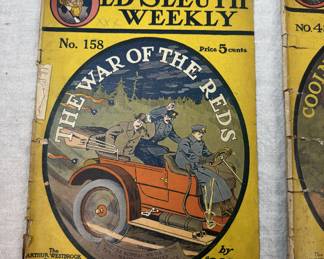 OLD SLEUTH
WEEKLY
No. 158
Price 5 cents
THE WAR OF THE REDS
by
The
ARTHUR WESTBROOK
NO. 4
COOLN